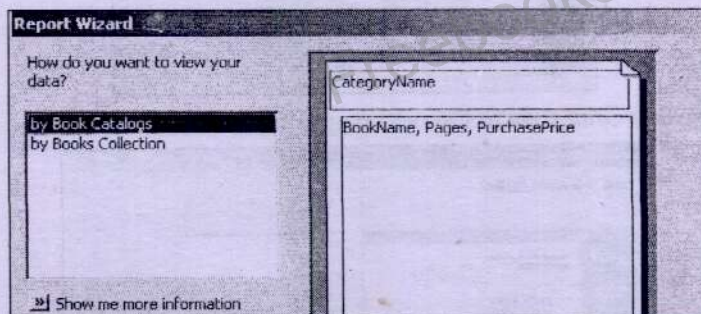 Report Wizard
How do you want to view your
data?
by Book Catalogs
by Books Collection
Show me more information
CategoryName
BookName, Pages, PurchasePrice